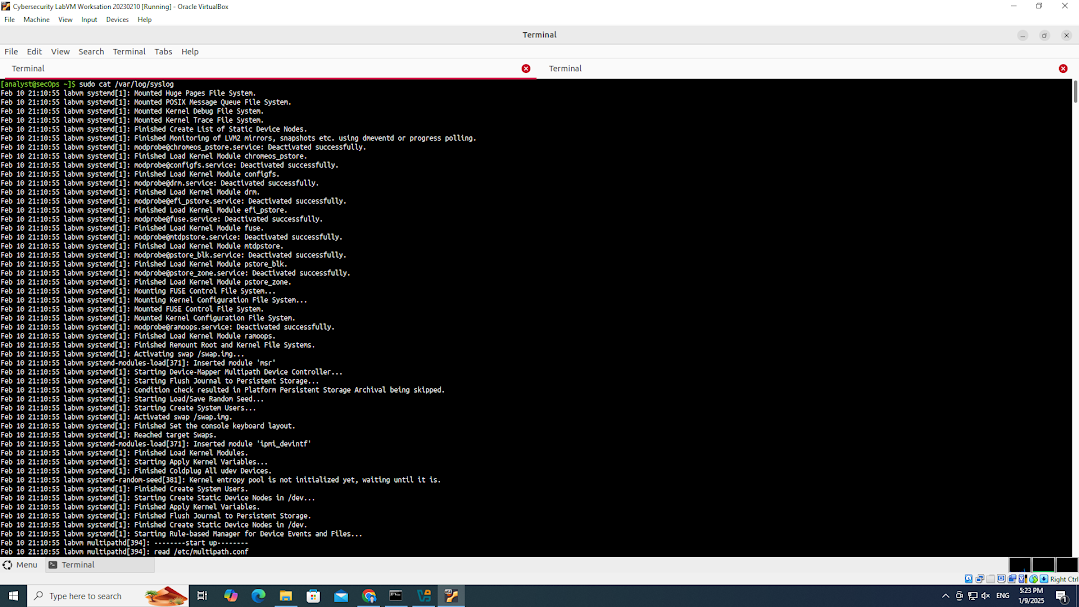 Cybersecurity LabVM Worksation 20230210 [Running] - Oracle VirtualBox
File Machine View Input Devices Help
Terminal
File Edit View Search Terminal Tabs Help
Terminal Terminal
[analyst@secOps ~]$ sudo cat /var/log/syslog
Feb 10 21:10:55 labvm systemd[1]: Mounted Huge Pages File System.
Feb 10 21:10:55 labvm systemd[1]: Mounted POSIX Message Queue File System.
Feb 10 21:10:55 labvm systemd[1]: Mounted Kernel Debug File System.
Feb 10 21:10:55 labvm systemd[1]: Mounted Kernel Trace File System.
Feb 10 21:10:55 labvm systemd[1]: Finished Create List of Static Device Nodes.
Feb 10 21:10:55 labvm systemd[1]: Finished Monitoring of LVM2 mirrors, snapshots etc. using dmeventd or progress polling.
Feb 10 21:10:55 labvm systemd[1]: modprobe@chromeos_pstore.service: Deactivated successfully.
Feb 10 21:10:55 labvm systemd[1]: Finished Load Kernel Module chromeos_pstore.
Feb 10 21:10:55 labvm systemd[1]: modprobe@configfs.service: Deactivated successfully.
Feb 10 21:10:55 labvm systemd[1]: Finished Load Kernel Module configfs.
Feb 10 21:10:55 labvm systemd[1]: modprobe@drm.service: Deactivated successfully.
Feb 10 21:10:55 labvm systemd[1]: Finished Load Kernel Module drm.
Feb 10 21:10:55 labvm systemd[1]: modprobe@efi_pstore.service: Deactivated successfully.
Feb 10 21:10:55 labvm systemd[1]: Finished Load Kernel Module efi_pstore.
Feb 10 21:10:55 labvm systemd[1]: modprobe@fuse.service: Deactivated successfully.
Feb 10 21:10:55 labvm systemd[1]: Finished Load Kernel Module fuse.
Feb 10 21:10:55 labvm systemd[1]: modprobe@mtdpstore.service: Deactivated successfully.
Feb 10 21:10:55 labvm systemd[1]: Finished Load Kernel Module mtdpstore.
Feb 10 21:10:55 labvm systemd[1]: modprobe@pstore_blk.service: Deactivated successfully.
Feb 10 21:10:55 labvm systemd[1]: Finished Load Kernel Module pstore_blk.
Feb 10 21:10:55 labvm systemd[1]: modprobe@pstore_zone.service: Deactivated successfully.
Feb 10 21:10:55 labvm systemd[1]: Finished Load Kernel Module pstore_zone.
Feb 10 21:10:55 labvm systemd[1]: Mounting FUSE Control File System...
Feb 10 21:10:55 labvm systemd[1]: Mounting Kernel Configuration File System...
Feb 10 21:10:55 labvm systemd[1]: Mounted FUSE Control File System.
Feb 10 21:10:55 labvm systemd[1]: Mounted Kernel Configuration File System.
Feb 10 21:10:55 labvm systemd[1]: modprobe@ramoops.service: Deactivated successfully.
Feb 10 21:10:55 labvm systemd[1]: Finished Load Kernel Module ramoops.
Feb 10 21:10:55 labvm systemd[1]: Finished Remount Root and Kernel File Systems.
Feb 10 21:10:55 labvm systemd[1]: Activating swap /swap.img...
Feb 10 21:10:55 labvm systemd-modules-load[371]: Inserted module 'msr'
Feb 10 21:10:55 labvm systemd[1]: Starting Device-Mapper Multipath Device Controller...
Feb 10 21:10:55 labvm systemd[1]: Starting Flush Journal to Persistent Storage...
Feb 10 21:10:55 labvm systemd[1]: Condition check resulted in Platform Persistent Storage Archival being skipped.
Feb 10 21:10:55 labvm systemd[1]: Starting Load/Save Random Seed...
Feb 10 21:10:55 labvm systemd[1]: Starting Create System Users...
Feb 10 21:10:55 labvm systemd[1]: Activated swap /swap.img.
Feb 10 21:10:55 labvm systemd[1]: Finished Set the console keyboard layout.
Feb 10 21:10:55 labvm systemd[1]: Reached target Swaps.
Feb 10 21:10:55 labvm systemd-modules-load[371]: Inserted module 'ipmi_devintf'
Feb 10 21:10:55 labvm systemd[1]: Finished Load Kernel Modules.
Feb 10 21:10:55 labvm systemd[1]: Starting Apply Kernel Variables...
Feb 10 21:10:55 labvm systemd[1]: Finished Coldplug All udev Devices.
Feb 10 21:10:55 labvm systemd-random-seed[381]: Kernel entropy pool is not initialized yet, waiting until it is.
Feb 10 21:10:55 labvm systemd[1]: Finished Create System Users.
Feb 10 21:10:55 labvm systemd[1]: Starting Create Static Device Nodes in /dev...
Feb 10 21:10:55 labvm systemd[1]: Finished Apply Kernel Variables.
Feb 10 21:10:55 labvm systemd[1]: Finished Flush Journal to Persistent Storage.
Feb 10 21:10:55 labvm systemd[1]: Finished Create Static Device Nodes in /dev.
Feb 10 21:10:55 labvm systemd[1]: Starting Rule-based Manager for Device Events and Files...
Feb 10 21:10:55 labvm multipathd[394]: --------start up--------
Feb 10 21:10:55 labvm multipathd[394]: read /etc/multipath.conf
Menu Terminal
Right Ctrl
Type here to search
ENG
5:23 PM
1/9/2025
1